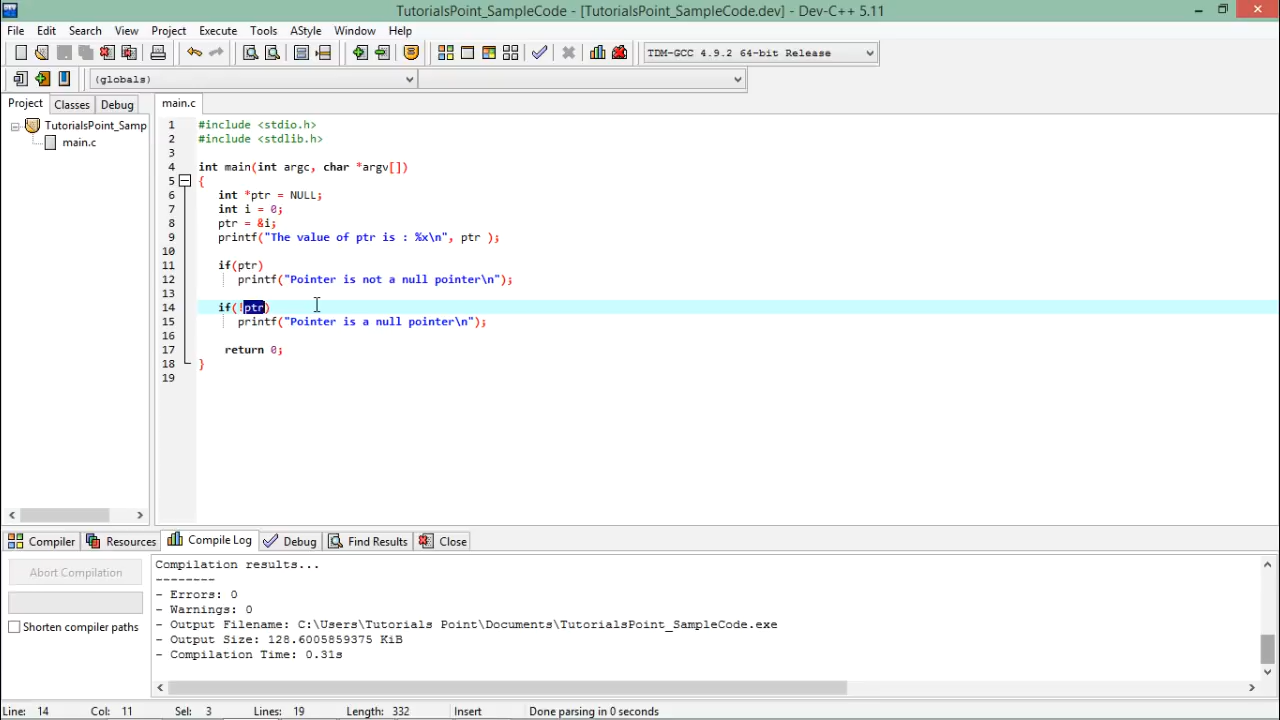 TutorialsPoint_SampleCode - [TutorialsPoint_SampleCode.dev] - Dev-C++ 5.11
File Edit Search View Project Execute Tools AStyle Window Help
TDM-GCC 4.9.2 64-bit Release
(globals)
Project Classes Debug
main.c
TutorialsPoint_Samp
main.c
1 #include <stdio.h>
2 #include <stdlib.h>
3
4 int main(int argc, char *argv[])
5 {
6 int *ptr = NULL;
7 int i = 0;
8 ptr = &i;
9 printf("The value of ptr is : %x\n", ptr );
10
11 if(ptr)
12 printf("Pointer is not a null pointer\n");
13
14 if(!ptr)
15 printf("Pointer is a null pointer\n");
16
17 return 0;
18 }
19
Compiler Resources Compile Log Debug Find Results Close
Abort Compilation
Shorten compiler paths
Compilation results...
--------
- Errors: 0
- Warnings: 0
- Output Filename: C:\Users\Tutorials Point\Documents\TutorialsPoint_SampleCode.exe
- Output Size: 128.6005859375 KiB
- Compilation Time: 0.31s
Line: 14 Col: 11 Sel: 3 Lines: 19 Length: 332 Insert Done parsing in 0 seconds